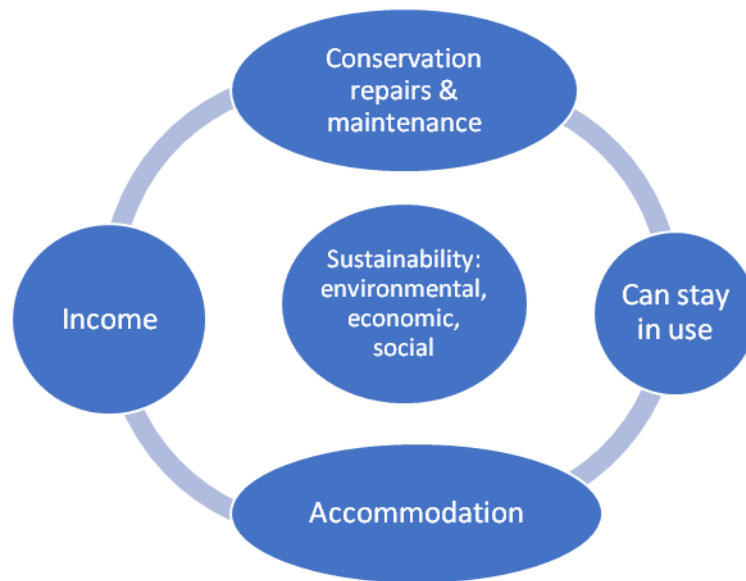 Conservation
repairs &
maintenance
Sustainability:
environmental,
economic,
social
Income
Can stay
in use
Accommodation